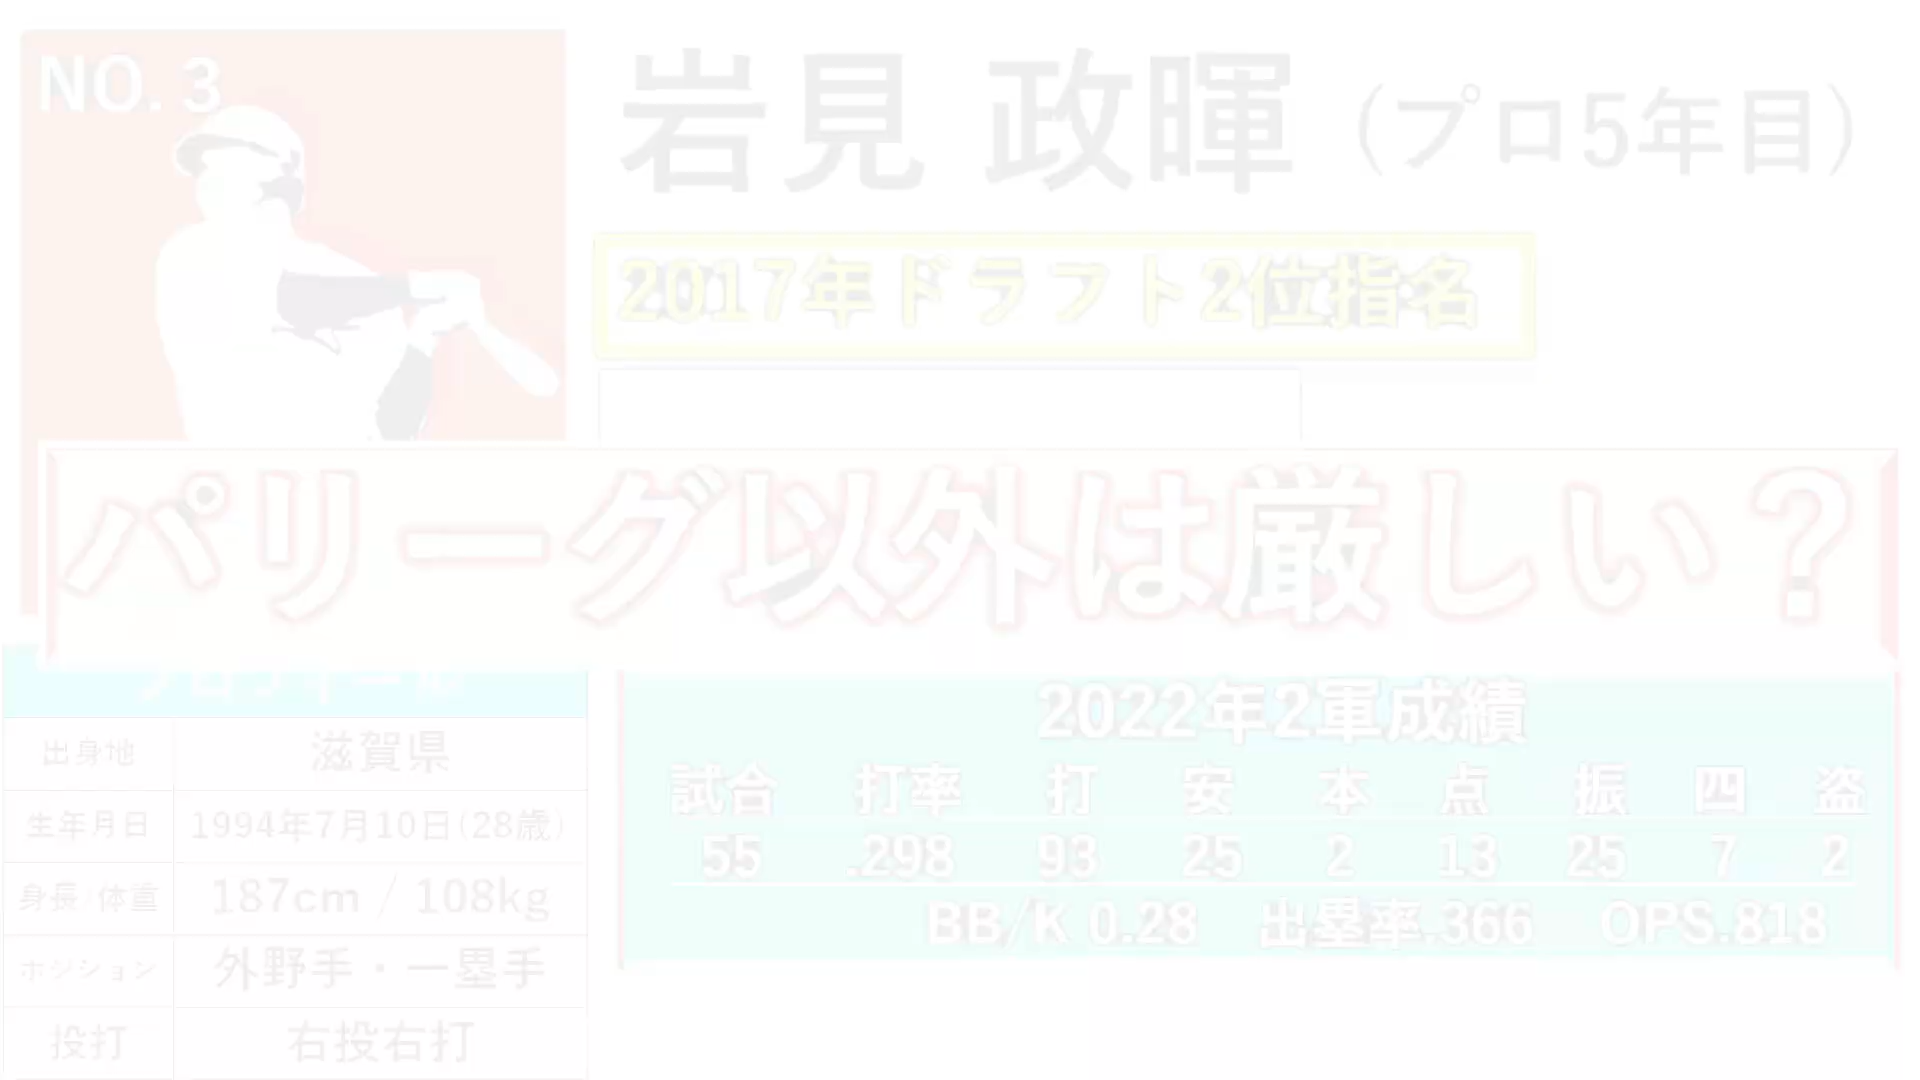 NO. 3
岩見 政暉 (プロ5年目)
2017年ドラフト2位指名
パリーグ以外は厳しい？
プロフィール
出身地 滋賀県
生年月日 1994年7月10日(28歳)
身長/体重 187cm / 108kg
ポジション 外野手・一塁手
投打 右投右打
2022年2軍成績
試合 打率 打 安 本 点 振 四 盗
55 .298 93 25 2 13 25 7 2
BB/K 0.28 出塁率.366 OPS.818